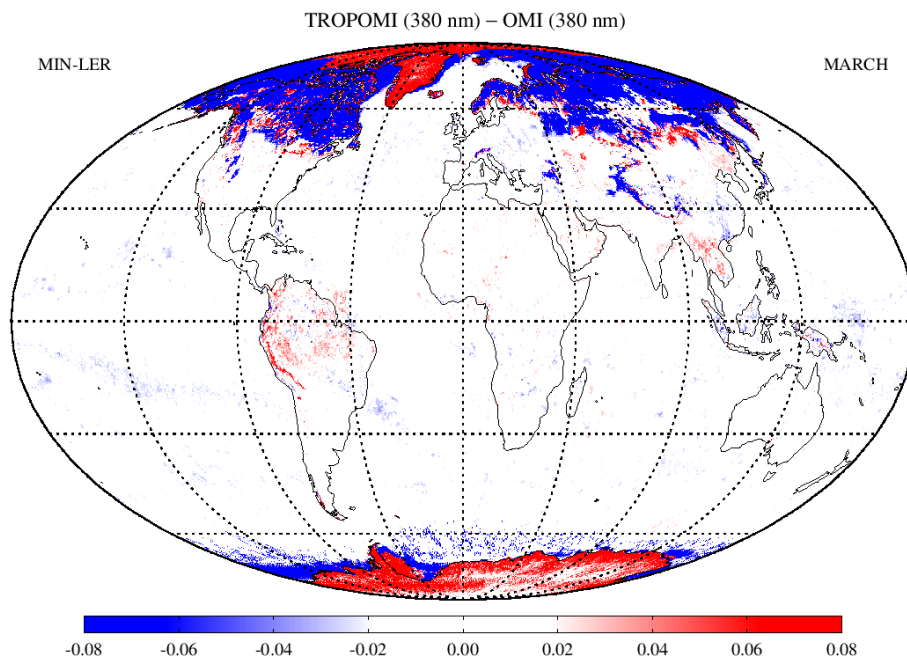 TROPOMI (380 nm) – OMI (380 nm)
MIN-LER
MARCH
-0.08 -0.06 -0.04 -0.02 0.00 0.02 0.04 0.06 0.08